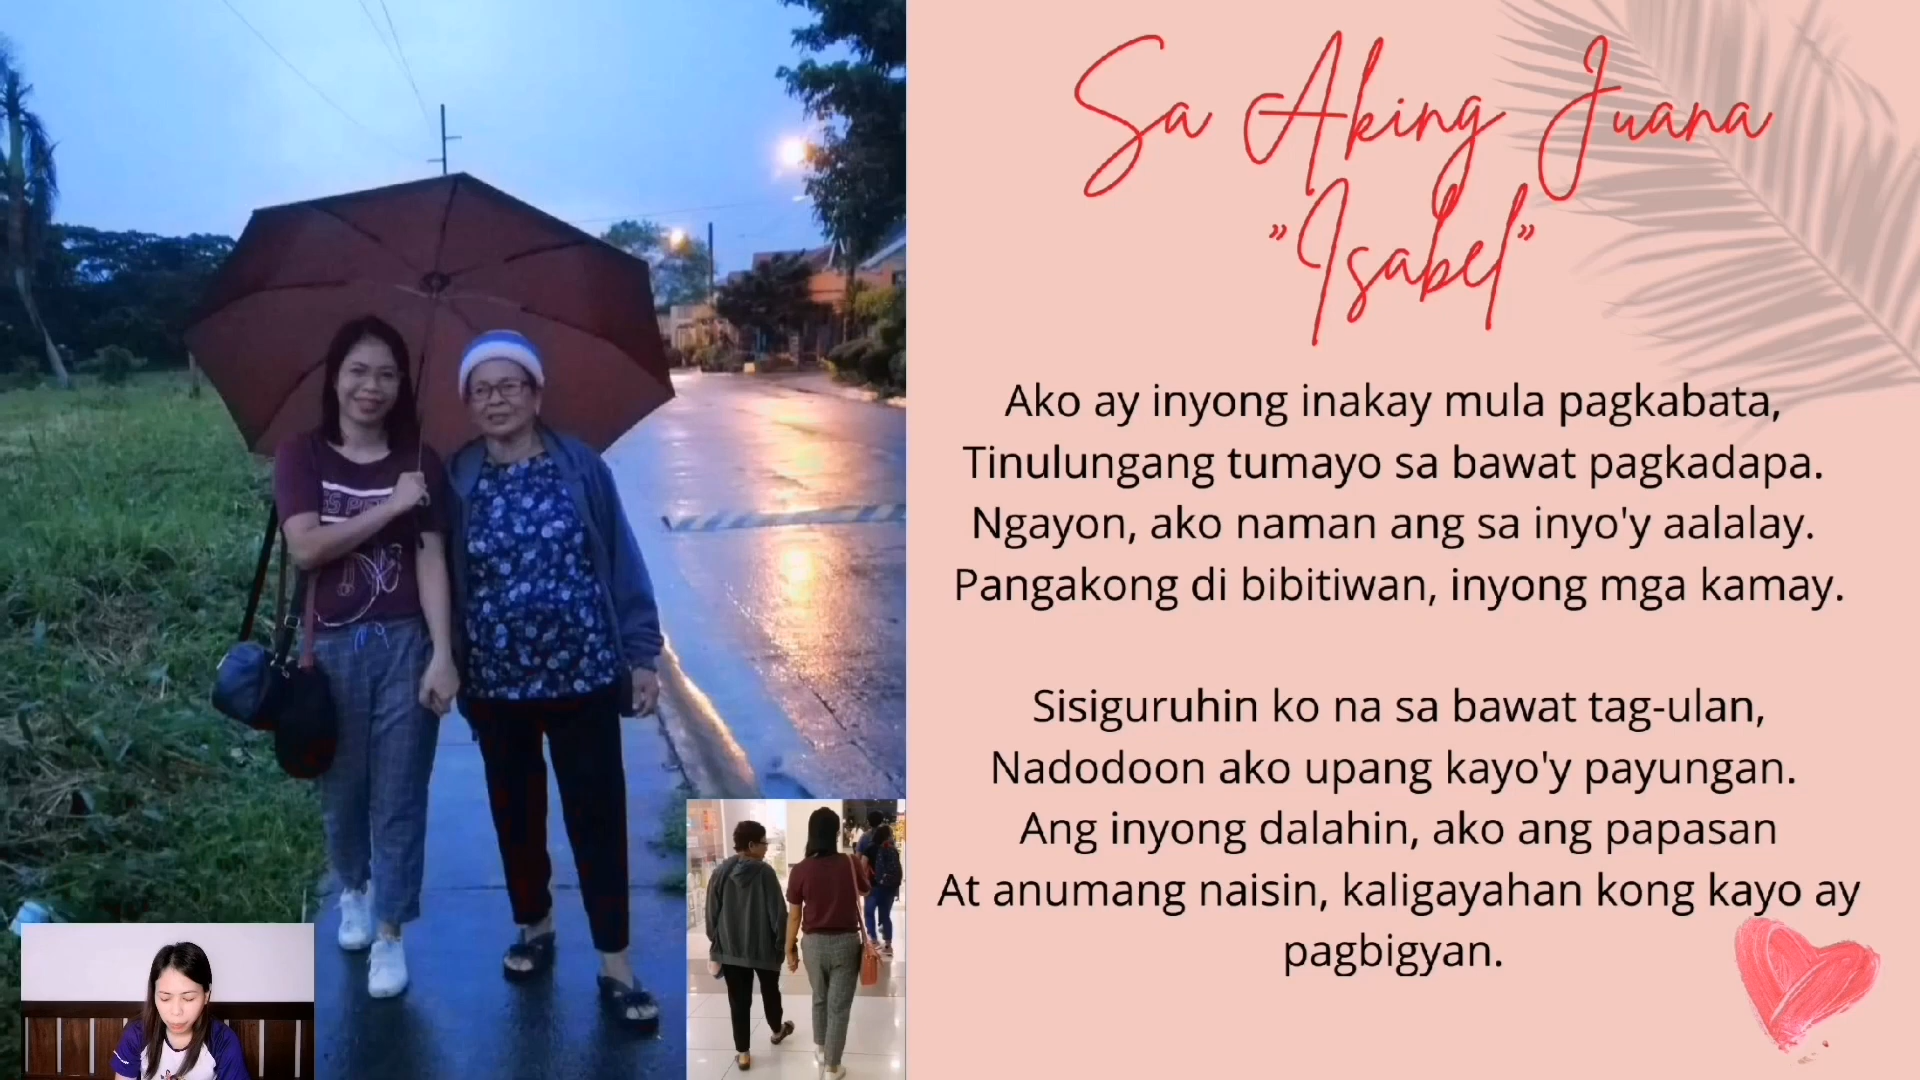 Sa Aking Juana
"Isabel"
Ako ay inyong inakay mula pagkabata,
Tinulungang tumayo sa bawat pagkadapa.
Ngayon, ako naman ang sa inyo'y aalalay.
Pangakong di bibitiwan, inyong mga kamay.
Sisiguruhin ko na sa bawat tag-ulan,
Nadodoon ako upang kayo'y payungan.
Ang inyong dalahin, ako ang papasan
At anumang naisin, kaligayahan kong kayo ay
pagbigyan.